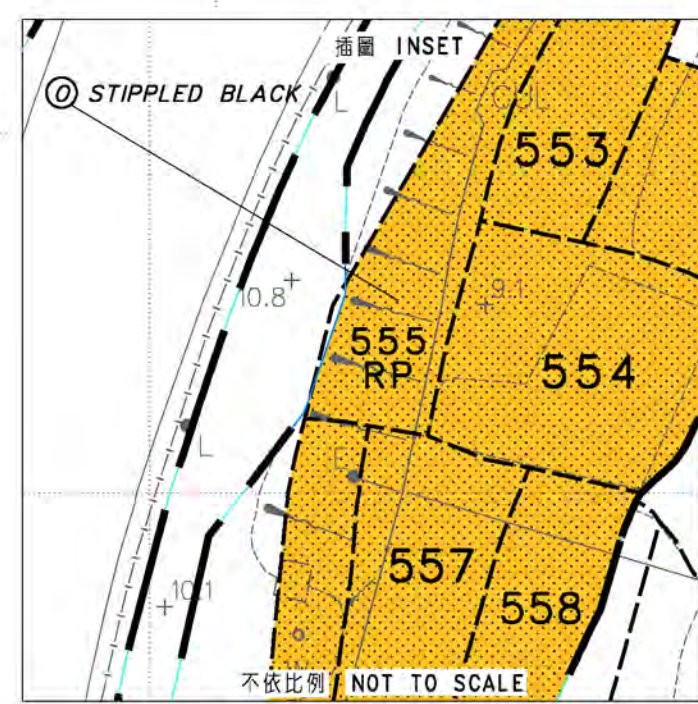 插圖 INSET
Ⓞ STIPPLED BLACK
L
CUL
553
10.8
9.1
555
RP
554
L
E
557
10.1
558
不依比例 NOT TO SCALE